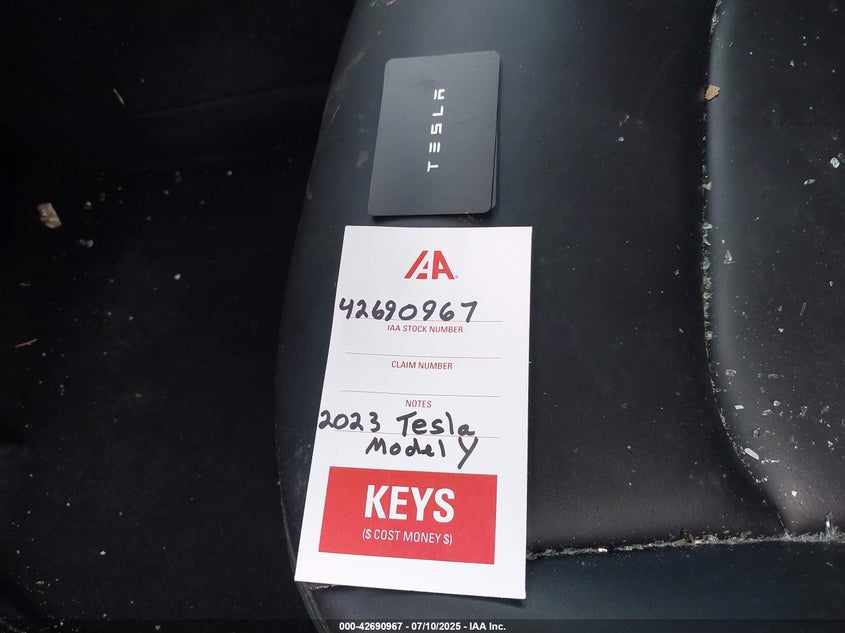 TESLA
IAA
42690967
IAA STOCK NUMBER
CLAIM NUMBER
NOTES
2023 Tesla
Model Y
KEYS
($ COST MONEY $)
000-42690967 - 07/10/2025 - IAA Inc.